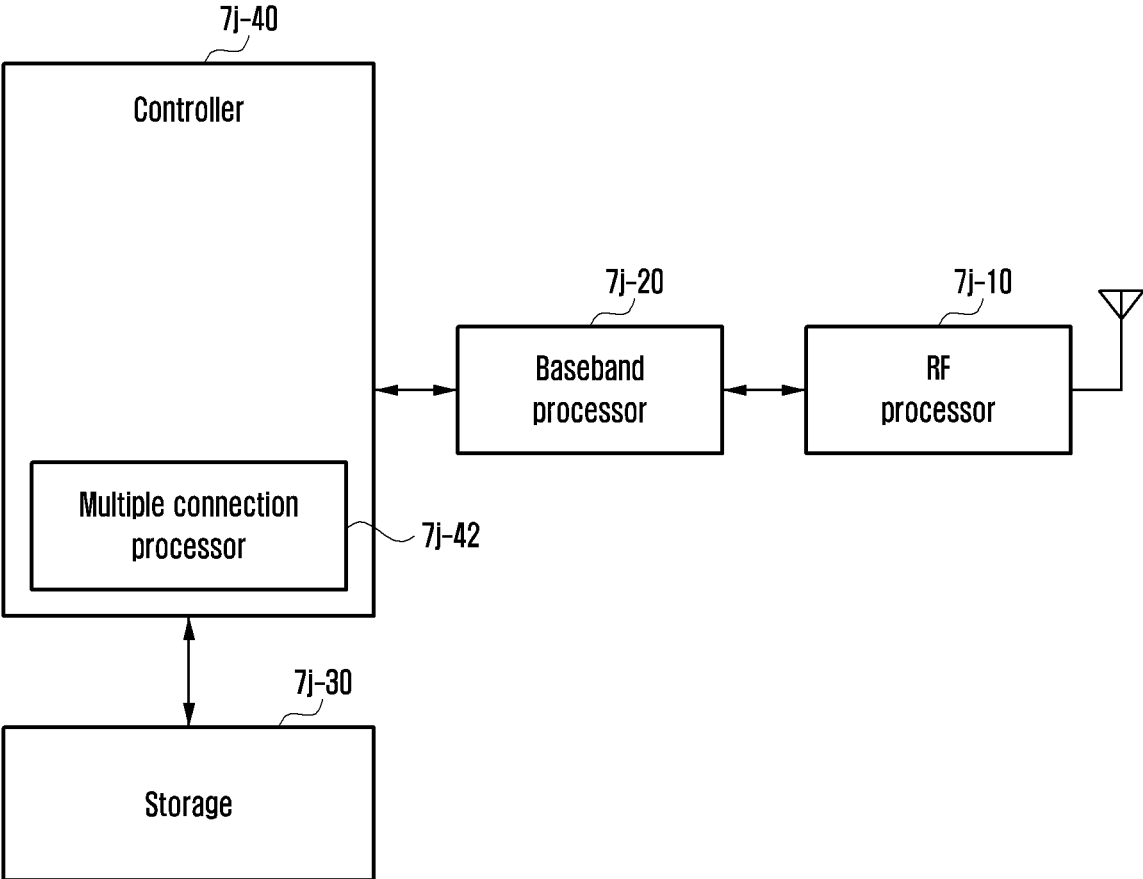 7j-40
Controller
7j-20
7j-10
Baseband
processor
RF
processor
Multiple connection
processor
7j-42
7j-30
Storage